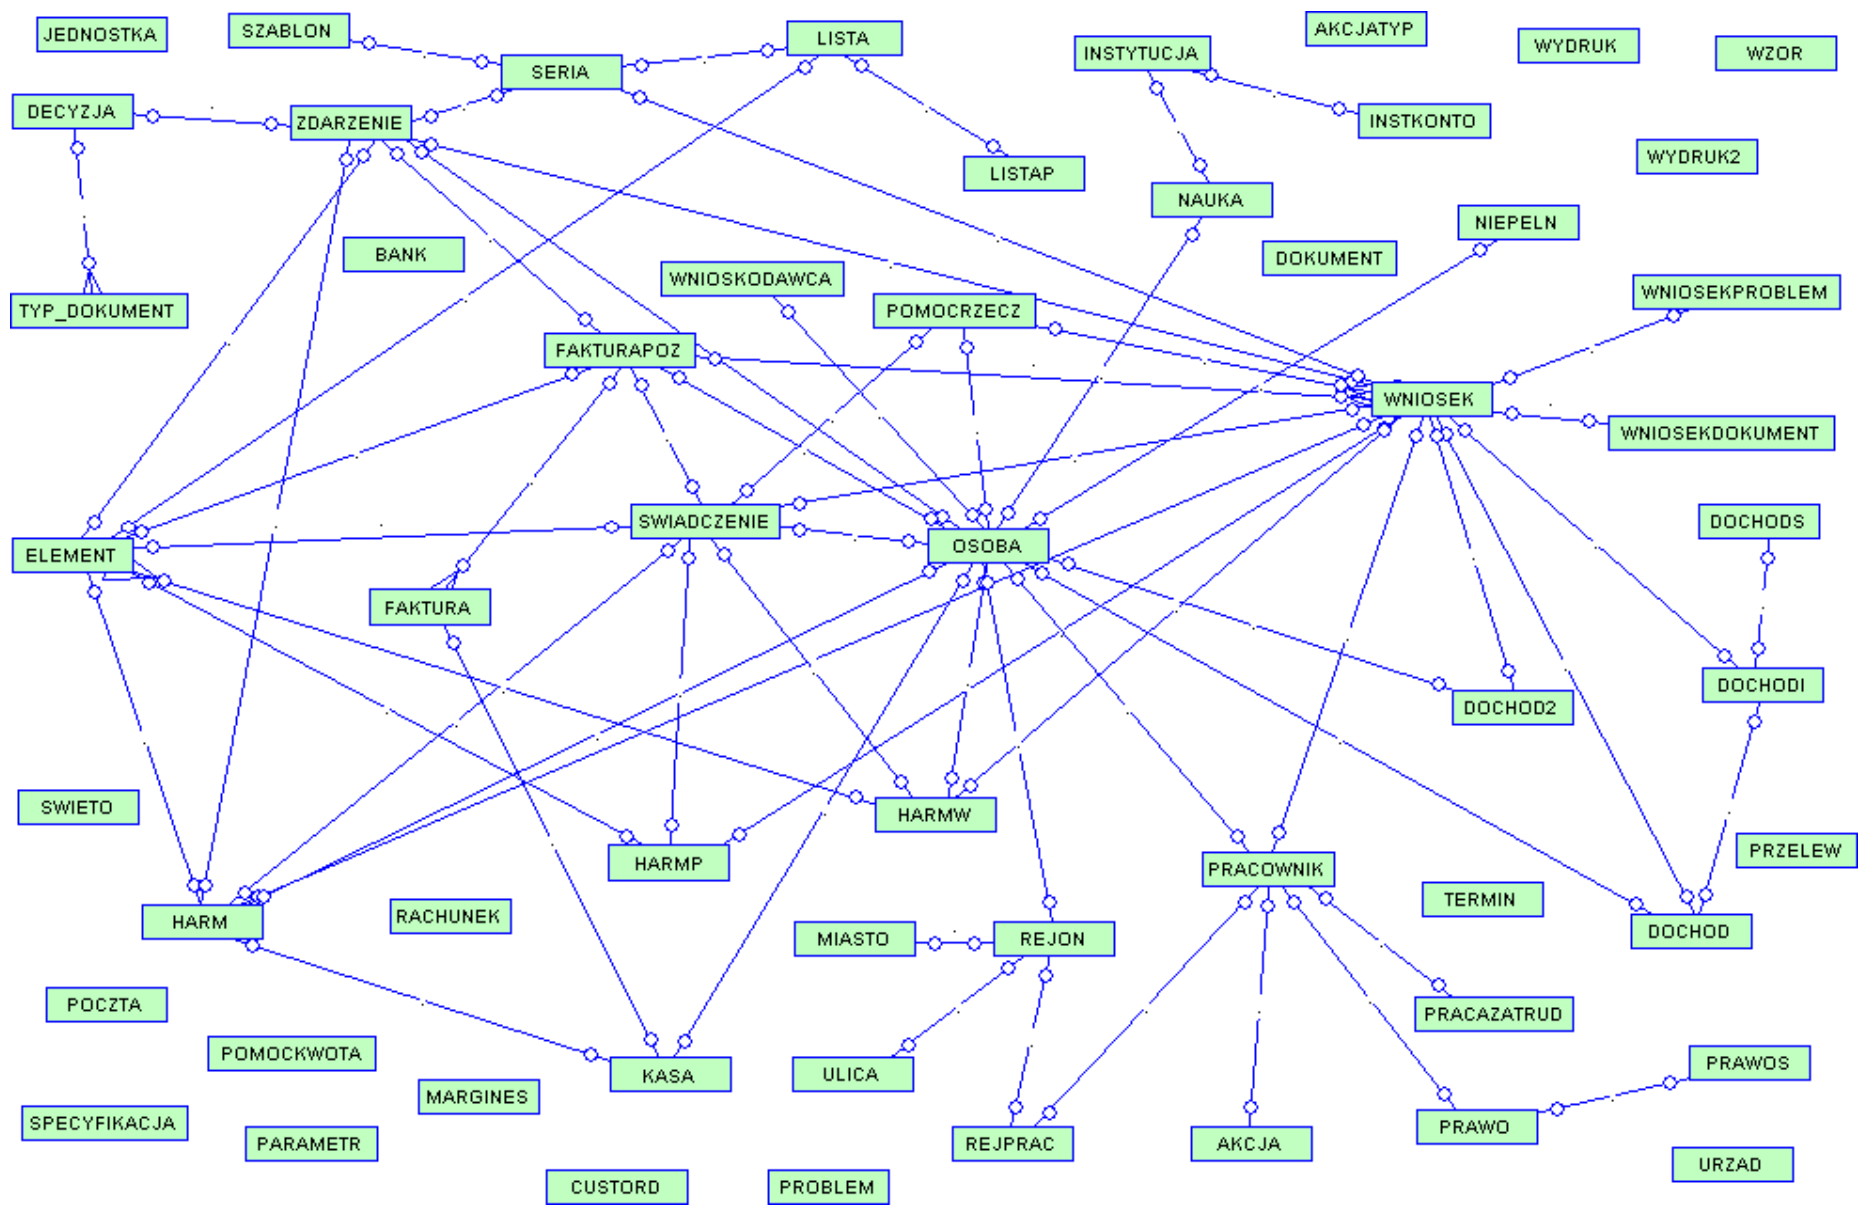 JEDNOSTKA
SZABLON
LISTA
SERIA
INSTYTUCJA
AKCJATYP
WYDRUK
WZOR
DECYZJA
ZDARZENIE
INSTKONTO
WYDRUK2
LISTAP
NAUKA
NIEPELN
BANK
DOKUMENT
WNIOSKODAWCA
WNIOSEKPROBLEM
TYP_DOKUMENT
POMOCRZECZ
FAKTURAPOZ
WNIOSEK
WNIOSEKDOKUMENT
SWIADCZENIE
DOCHODS
ELEMENT
OSOBA
FAKTURA
DOCHODI
DOCHOD2
SWIETO
HARMW
HARMP
PRACOWNIK
PRZELEW
TERMIN
HARM
RACHUNEK
MIASTO
REJON
DOCHOD
POCZTA
PRACAZATRUD
POMOCKWOTA
KASA
ULICA
PRAWOS
MARGINES
SPECYFIKACJA
PARAMETR
REJPRAC
AKCJA
PRAWO
URZAD
CUSTORD
PROBLEM